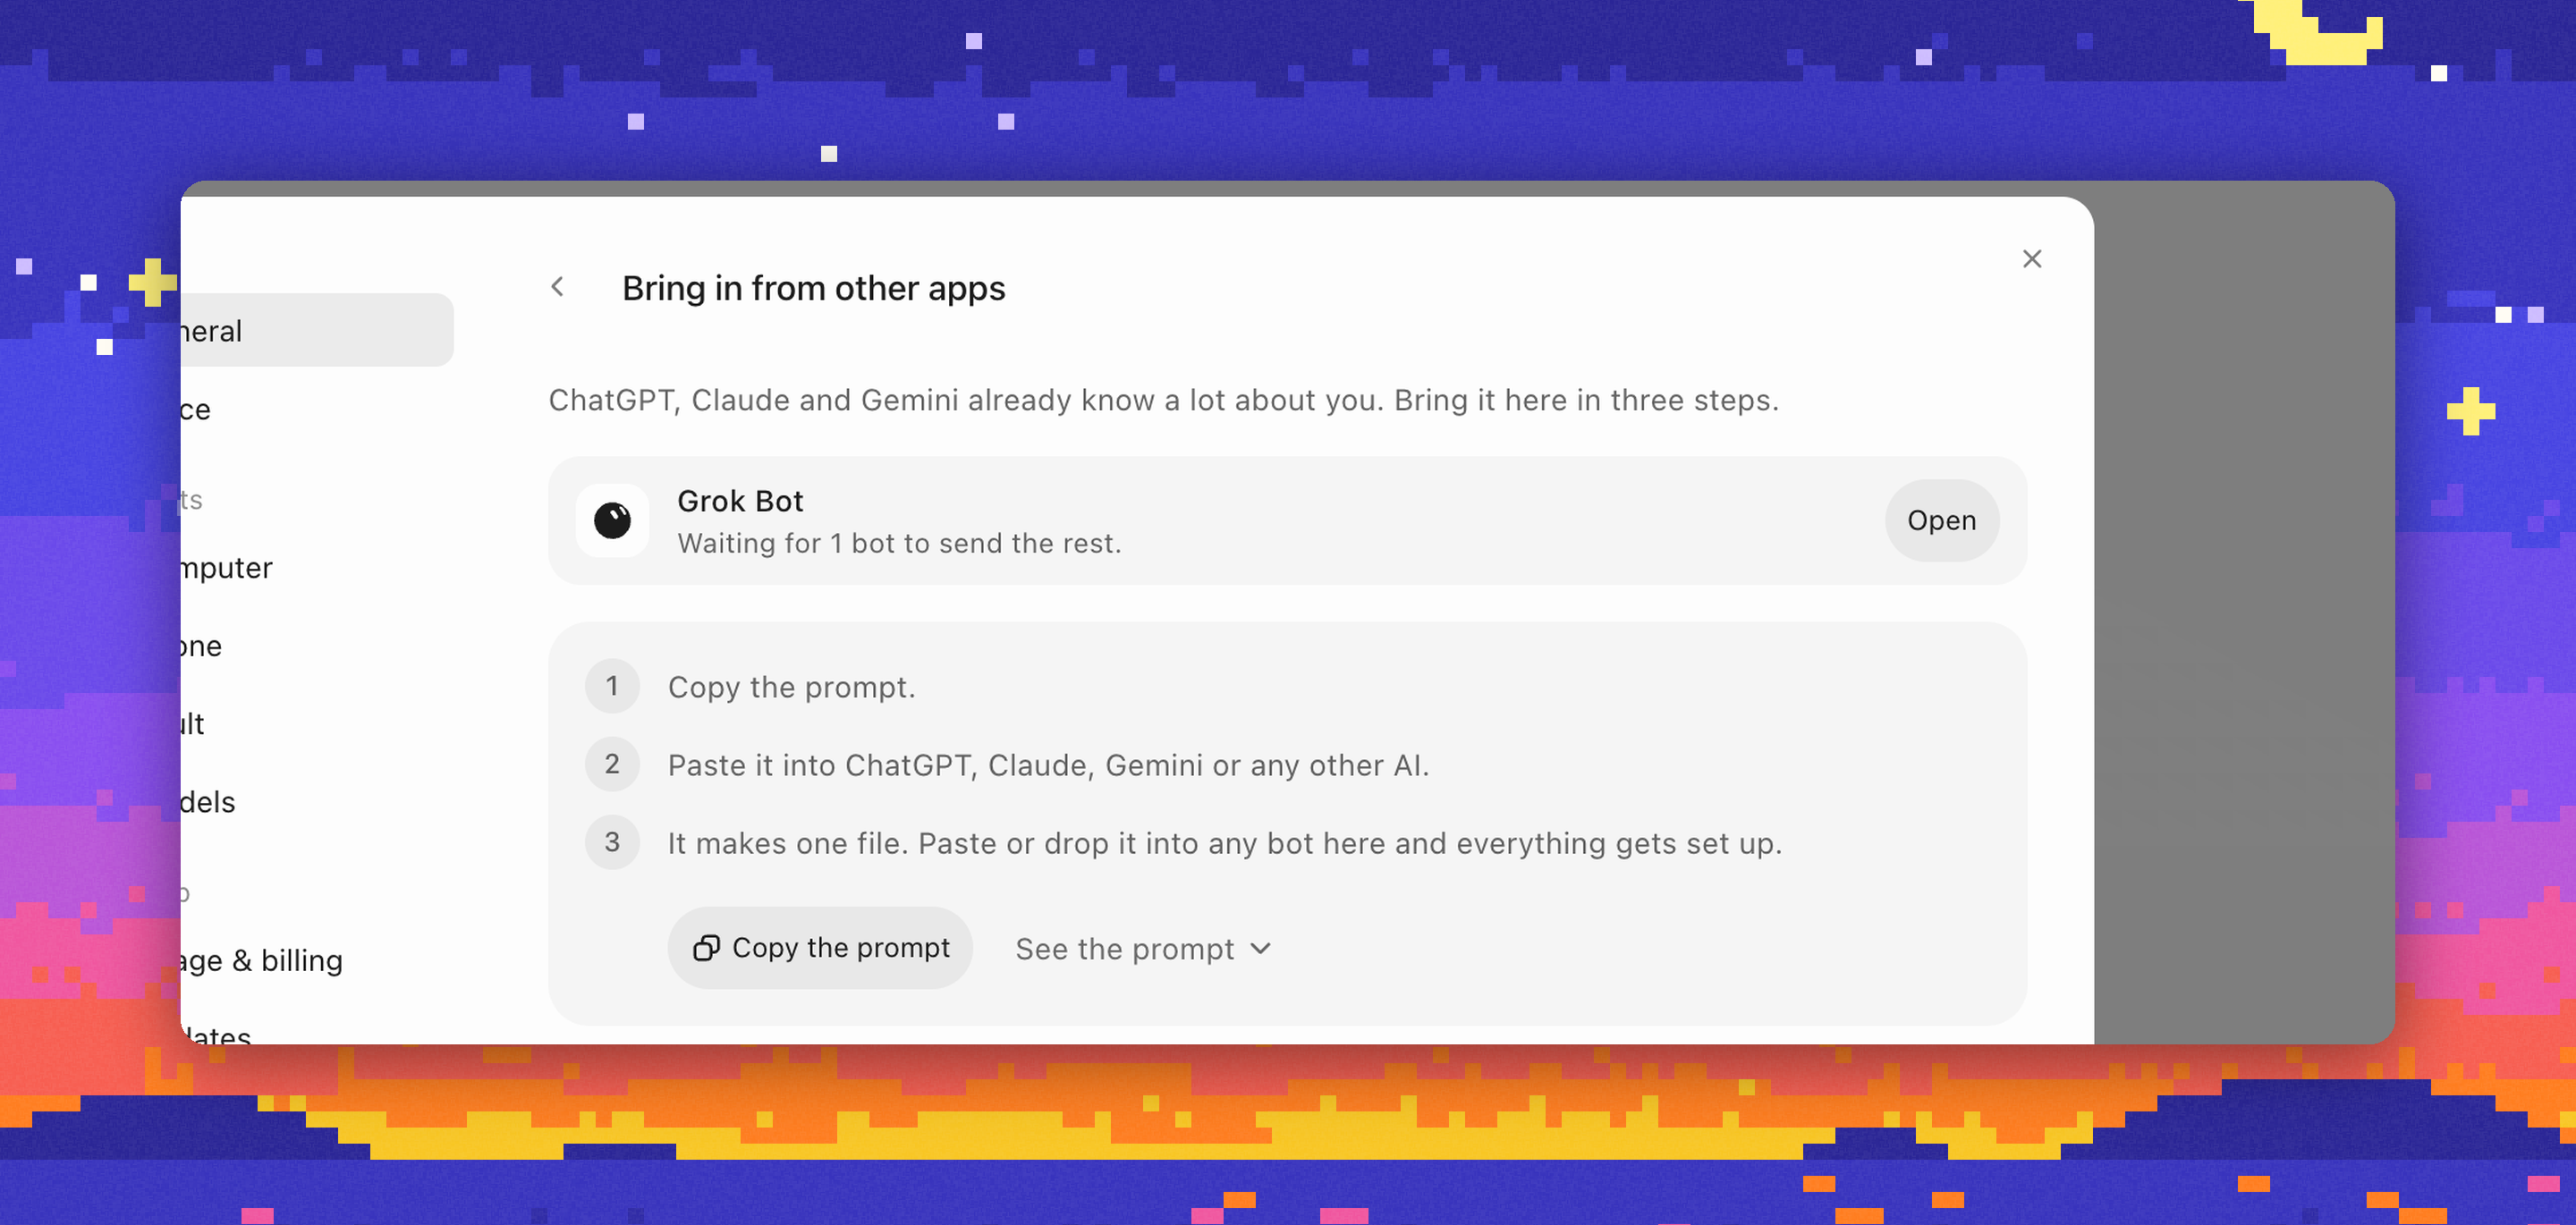 Bring in from other apps
neral
ChatGPT, Claude and Gemini already know a lot about you. Bring it here in three steps.
ce
Grok Bot
Waiting for 1 bot to send the rest.
Open
ts
mputer
one
ult
dels
1 Copy the prompt.
2 Paste it into ChatGPT, Claude, Gemini or any other AI.
3 It makes one file. Paste or drop it into any bot here and everything gets set up.
age & billing
Copy the prompt
See the prompt
dates